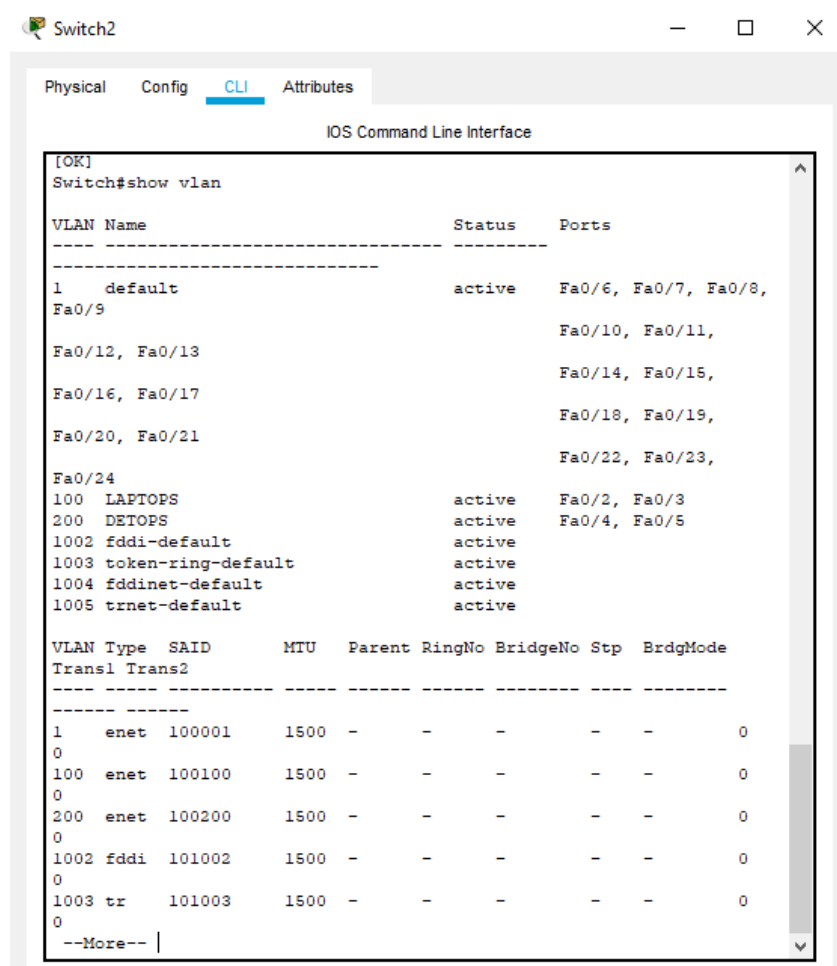 Switch2
Physical Config CLI Attributes
IOS Command Line Interface
[OK]
Switch#show vlan
VLAN Name                             Status    Ports
---- -------------------------------- ---------
-------------------------------
1    default                          active    Fa0/6, Fa0/7, Fa0/8,
Fa0/9
                                                Fa0/10, Fa0/11,
Fa0/12, Fa0/13
                                                Fa0/14, Fa0/15,
Fa0/16, Fa0/17
                                                Fa0/18, Fa0/19,
Fa0/20, Fa0/21
                                                Fa0/22, Fa0/23,
Fa0/24
100  LAPTOPS                          active    Fa0/2, Fa0/3
200  DETOPS                           active    Fa0/4, Fa0/5
1002 fddi-default                     active
1003 token-ring-default               active
1004 fddinet-default                  active
1005 trnet-default                    active
VLAN Type  SAID       MTU   Parent RingNo BridgeNo Stp  BrdgMode
Trans1 Trans2
---- ----- ---------- ----- ------ ------ -------- ---- --------
------ ------
1    enet  100001     1500  -      -      -        -    -        0
0
100  enet  100100     1500  -      -      -        -    -        0
0
200  enet  100200     1500  -      -      -        -    -        0
0
1002 fddi  101002     1500  -      -      -        -    -        0
0
1003 tr    101003     1500  -      -      -        -    -        0
0
--More--